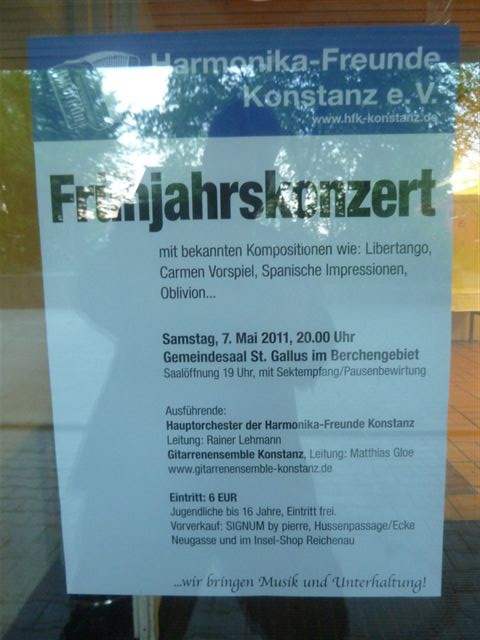 Harmonika-Freunde
Konstanz e.V.
www.hfk-konstanz.de
Frühjahrskonzert
mit bekannten Kompositionen wie: Libertango,
Carmen Vorspiel, Spanische Impressionen,
Oblivion...
Samstag, 7. Mai 2011, 20.00 Uhr
Gemeindesaal St. Gallus im Berchengebiet
Saalöffnung 19 Uhr, mit Sektempfang/Pausenbewirtung
Ausführende:
Hauptorchester der Harmonika-Freunde Konstanz
Leitung: Rainer Lehmann
Gitarrenensemble Konstanz, Leitung: Matthias Gloe
www.gitarrenensemble-konstanz.de
Eintritt: 6 EUR
Jugendliche bis 16 Jahre, Eintritt frei.
Vorverkauf: SIGNUM by pierre, Hussenpassage/Ecke
Neugasse und im Insel-Shop Reichenau
...wir bringen Musik und Unterhaltung!